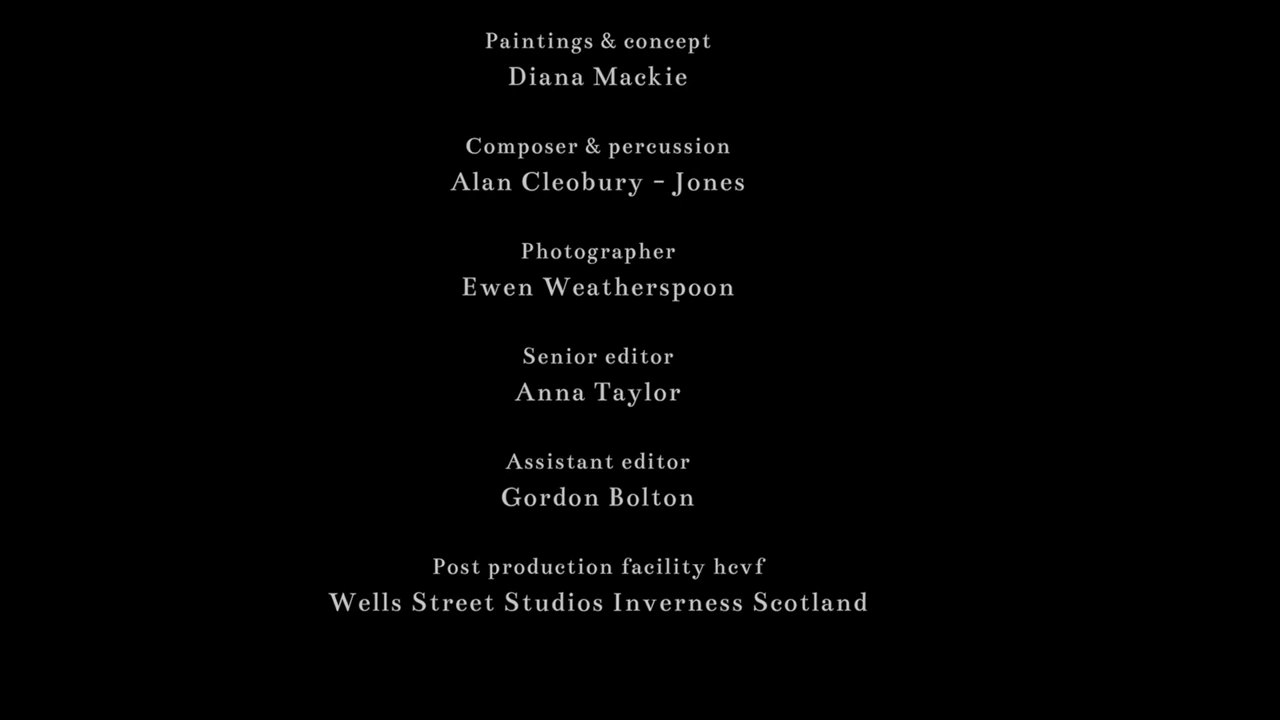 Paintings & concept
Diana Mackie
Composer & percussion
Alan Cleobury - Jones
Photographer
Ewen Weatherspoon
Senior editor
Anna Taylor
Assistant editor
Gordon Bolton
Post production facility hcvf
Wells Street Studios Inverness Scotland